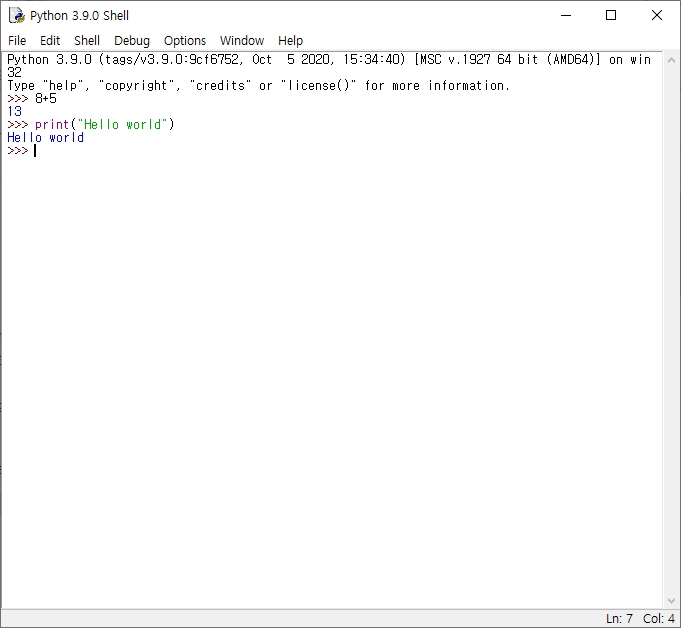 Python 3.9.0 Shell
File Edit Shell Debug Options Window Help
Python 3.9.0 (tags/v3.9.0:9cf6752, Oct  5 2020, 15:34:40) [MSC v.1927 64 bit (AMD64)] on win
32
Type "help", "copyright", "credits" or "license()" for more information.
>>> 8+5
13
>>> print("Hello world")
Hello world
>>>
Ln: 7 Col: 4